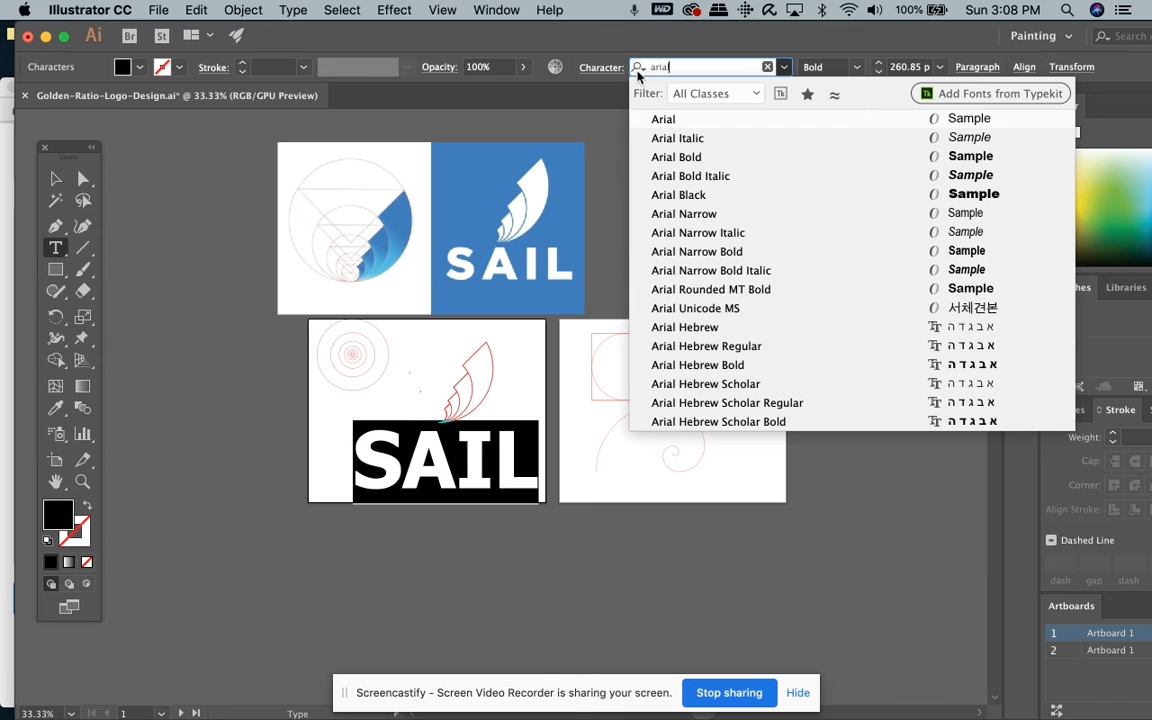 Illustrator CC File Edit Object Type Select Effect View Window Help 100% Sun 3:08 PM
Ai Br St Painting Search
Characters Stroke: Opacity: 100% Character: arial Bold 260.85 p Paragraph Align Transform
Golden-Ratio-Logo-Design.ai* @ 33.33% (RGB/GPU Preview)
Filter: All Classes Tk Add Fonts from Typekit
Arial Sample
Arial Italic Sample
Arial Bold Sample
Arial Bold Italic Sample
Arial Black Sample
Arial Narrow Sample
Arial Narrow Italic Sample
Arial Narrow Bold Sample
Arial Narrow Bold Italic Sample
Arial Rounded MT Bold Sample
Arial Unicode MS 서체견본
Arial Hebrew א ב ג ד ה
Arial Hebrew Regular א ב ג ד ה
Arial Hebrew Bold א ב ג ד ה
Arial Hebrew Scholar א ב ג ד ה
Arial Hebrew Scholar Regular א ב ג ד ה
Arial Hebrew Scholar Bold א ב ג ד ה
SAIL
SAIL
hes Libraries
es Stroke
Weight:
Cap:
Corner:
Align Stroke:
Dashed Line
dash gap dash
Artboards
1 Artboard 1
2 Artboard 1
Screencastify - Screen Video Recorder is sharing your screen. Stop sharing Hide
33.33% 1 Type